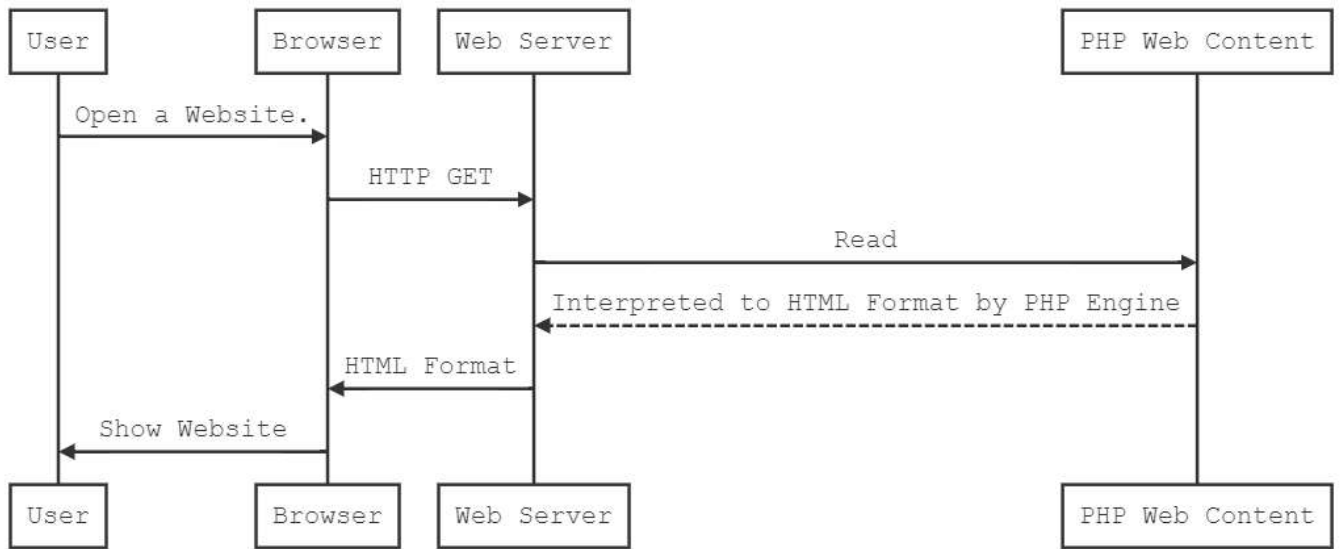 User
Browser
Web Server
PHP Web Content
Open a Website.
HTTP GET
Read
Interpreted to HTML Format by PHP Engine
HTML Format
Show Website
User
Browser
Web Server
PHP Web Content